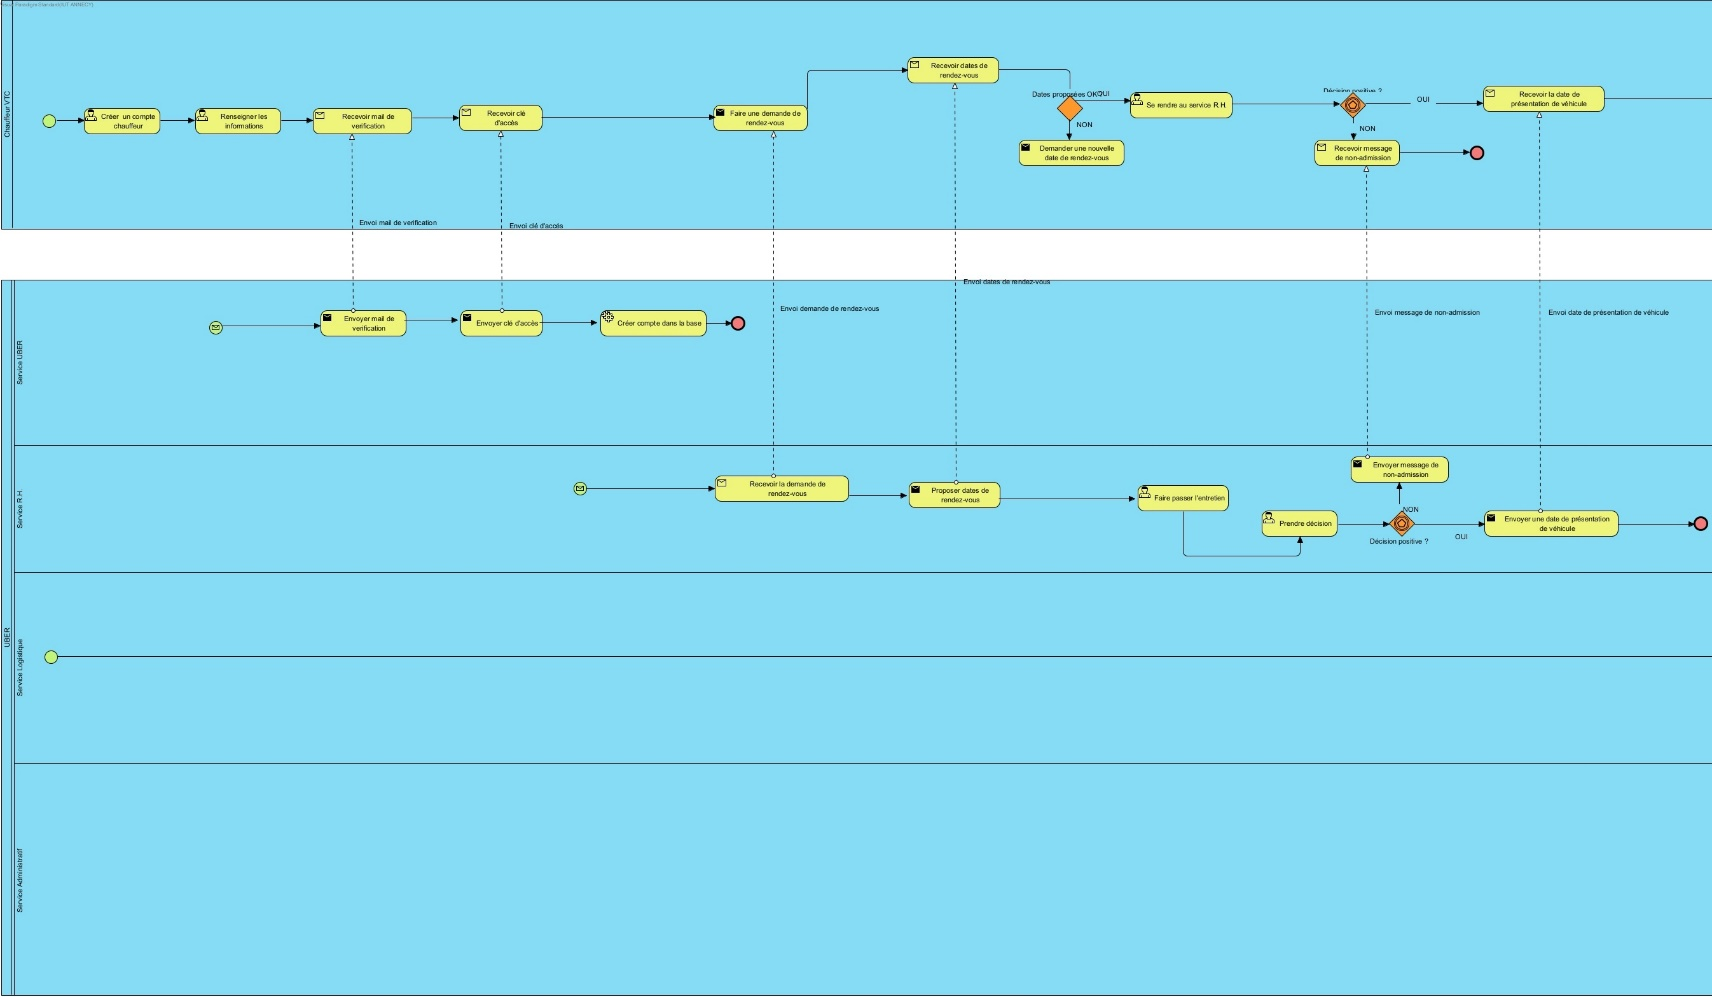 Chauffeur VTC
Créer un compte
chauffeur
Renseigner les
informations
Recevoir mail de
verification
Recevoir clé
d'accès
Faire une demande de
rendez-vous
Recevoir dates de
rendez-vous
Dates proposées OK?
OUI
NON
Demander une nouvelle
date de rendez-vous
Se rendre au service R.H.
Décision positive ?
OUI
NON
Recevoir message
de non-admission
Recevoir la date de
présentation de véhicule
Envoi mail de verification
Envoi clé d'accès
Envoi dates de rendez-vous
Envoi demande de rendez-vous
Envoi message de non-admission
Envoi date de présentation de véhicule
UBER
Service UBER
Envoyer mail de
verification
Envoyer clé d'accès
Créer compte dans la base
Service R.H.
Recevoir la demande de
rendez-vous
Proposer dates de
rendez-vous
Faire passer l'entretien
Prendre décision
Décision positive ?
NON
OUI
Envoyer message de
non-admission
Envoyer une date de présentation
de véhicule
Service Logistique
Service Administratif